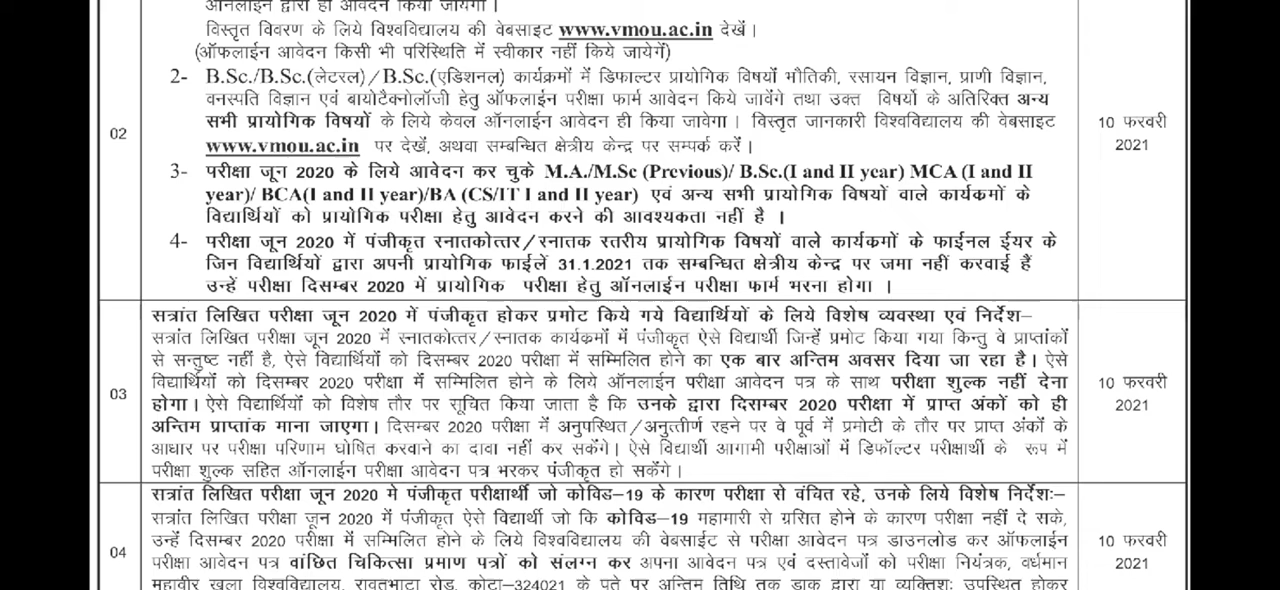 ऑनलाईन द्वारा ही आवेदन किया जायेगा।
विस्तृत विवरण के लिये विश्वविद्यालय की वेबसाइट www.vmou.ac.in देखें।
(ऑफलाईन आवेदन किसी भी परिस्थिति में स्वीकार नहीं किये जायेगें)
2- B.Sc./B.Sc.(लेटरल)/B.Sc.(एडिशनल) कार्यक्रमों में डिफाल्टर प्रायोगिक विषयों भौतिकी, रसायन विज्ञान, प्राणी विज्ञान,
वनस्पति विज्ञान एवं बायोटैक्नोलॉजी हेतु ऑफलाईन परीक्षा फार्म आवेदन किये जावेंगे तथा उक्त विषयों के अतिरिक्त अन्य
सभी प्रायोगिक विषयों के लिये केवल ऑनलाईन आवेदन ही किया जावेगा। विस्तृत जानकारी विश्वविद्यालय की वेबसाइट
www.vmou.ac.in पर देखें, अथवा सम्बन्धित क्षेत्रीय केन्द्र पर सम्पर्क करें।
02
10 फरवरी
2021
3- परीक्षा जून 2020 के लिये आवेदन कर चुके M.A./M.Sc (Previous)/ B.Sc.(I and II year) MCA (I and II
year)/ BCA(I and II year)/BA (CS/IT I and II year) एवं अन्य सभी प्रायोगिक विषयों वाले कार्यकमों के
विद्यार्थियों को प्रायोगिक परीक्षा हेतु आवेदन करने की आवश्यकता नहीं है ।
4- परीक्षा जून 2020 में पंजीकृत स्नातकोत्तर/स्नातक स्तरीय प्रायोगिक विषयों वाले कार्यकमों के फाईनल ईयर के
जिन विद्यार्थियों द्वारा अपनी प्रायोगिक फाईलें 31.1.2021 तक सम्बन्धित क्षेत्रीय केन्द्र पर जमा नहीं करवाई हैं
उन्हें परीक्षा दिसम्बर 2020 में प्रायोगिक परीक्षा हेतु ऑनलाईन परीक्षा फार्म भरना होगा ।
सत्रांत लिखित परीक्षा जून 2020 में पंजीकृत होकर प्रमोट किये गये विद्यार्थियों के लिये विशेष व्यवस्था एवं निर्देश–
सत्रांत लिखित परीक्षा जून 2020 में स्नातकोत्तर/स्नातक कार्यकमों में पंजीकृत ऐसे विद्यार्थी जिन्हें प्रमोट किया गया किन्तु वे प्राप्तांकों
से सन्तुष्ट नहीं है, ऐसे विद्यार्थियों को दिसम्बर 2020 परीक्षा में सम्मिलित होने का एक बार अन्तिम अवसर दिया जा रहा है। ऐसे
विद्यार्थियों को दिसम्बर 2020 परीक्षा में सम्मिलित होने के लिये ऑनलाईन परीक्षा आवेदन पत्र के साथ परीक्षा शुल्क नहीं देना
होगा। ऐसे विद्यार्थियों को विशेष तौर पर सूचित किया जाता है कि उनके द्वारा दिसम्बर 2020 परीक्षा में प्राप्त अंकों को ही
अन्तिम प्राप्तांक माना जाएगा। दिसम्बर 2020 परीक्षा में अनुपस्थित/अनुत्तीर्ण रहने पर वे पूर्व में प्रमोटी के तौर पर प्राप्त अंकों के
आधार पर परीक्षा परिणाम घोषित करवाने का दावा नहीं कर सकेंगे। ऐसे विद्यार्थी आगामी परीक्षाओं में डिफॉल्टर परीक्षार्थी के रूप में
परीक्षा शुल्क सहित ऑनलाईन परीक्षा आवेदन पत्र भरकर पंजीकृत हो सकेंगे।
03
10 फरवरी
2021
सत्रांत लिखित परीक्षा जून 2020 मे पंजीकृत परीक्षार्थी जो कोविड–19 के कारण परीक्षा से वंचित रहे, उनके लिये विशेष निर्देशः–
सत्रांत लिखित परीक्षा जून 2020 में पंजीकृत ऐसे विद्यार्थी जो कि कोविड–19 महामारी से ग्रसित होने के कारण परीक्षा नहीं दे सके,
उन्हें दिसम्बर 2020 परीक्षा में सम्मिलित होने के लिये विश्वविद्यालय की वेबसाईट से परीक्षा आवेदन पत्र डाउनलोड कर ऑफलाईन
परीक्षा आवेदन पत्र वांछित चिकित्सा प्रमाण पत्रों को संलग्न कर अपना आवेदन पत्र एवं दस्तावेजों को परीक्षा नियंत्रक, वर्धमान
महावीर खुला विश्वविद्यालय, रावतभाटा रोड, कोटा–324021 के पते पर अन्तिम तिथि तक डाक द्वारा या व्यक्तिशः उपस्थित होकर
04
10 फरवरी
2021